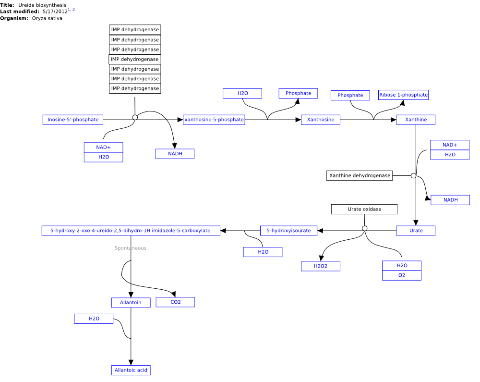 Title: Ureide biosynthesis
Last modified: 5/17/2012
Organism: Oryza sativa
IMP dehydrogenase
IMP dehydrogenase
IMP dehydrogenase
IMP dehydrogenase
IMP dehydrogenase
IMP dehydrogenase
IMP dehydrogenase
H2O
Phosphate
Phosphate
Ribose-1-phosphate
Inosine-5'-phosphate
xanthosine-5-phosphate
Xanthosine
Xanthine
NAD+
H2O
NADH
NAD+
H2O
Xanthine dehydrogenase
NADH
Urate oxidase
5-hydroxy-2-oxo-4-ureido-2,5-dihydro-1H-imidazole-5-carboxylate
5-hydroxyisourate
Urate
Spontaneous
H2O
H2O2
H2O
O2
Allantoin
CO2
H2O
Allantoic acid